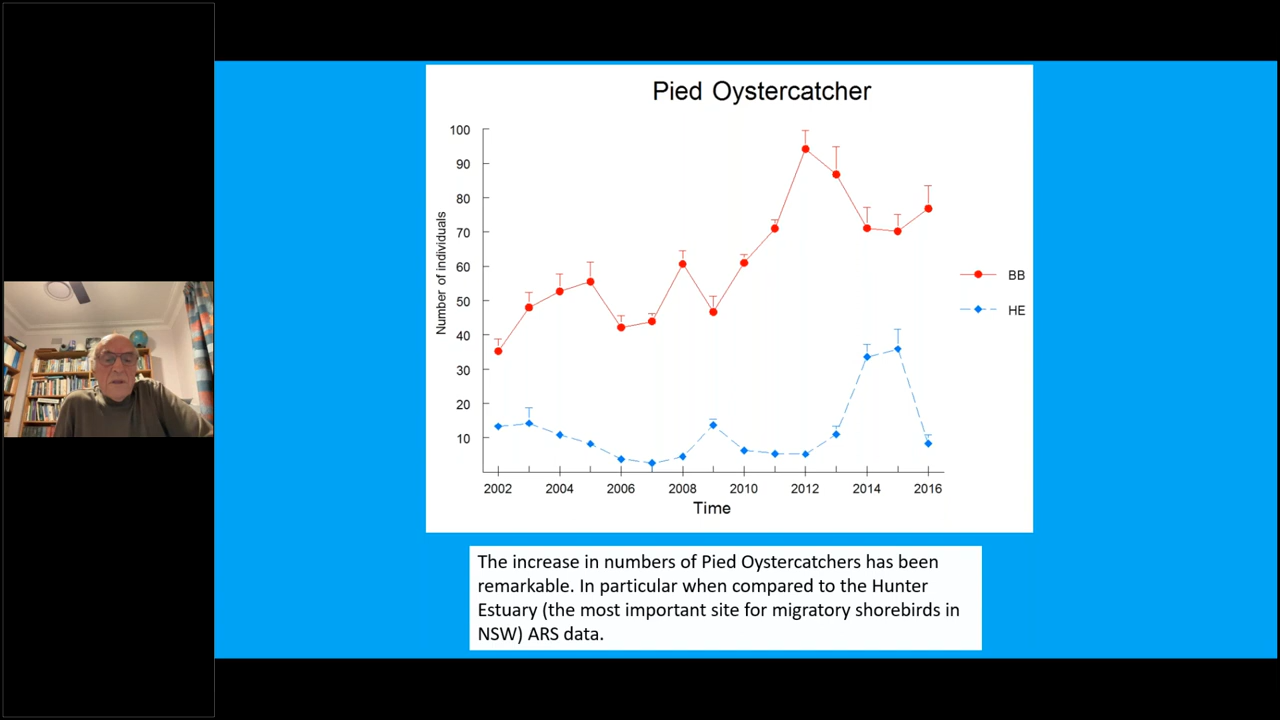 Pied Oystercatcher
100
90
80
70
60
50
40
30
20
10
Number of individuals
2002 2004 2006 2008 2010 2012 2014 2016
Time
BB
HE
The increase in numbers of Pied Oystercatchers has been
remarkable. In particular when compared to the Hunter
Estuary (the most important site for migratory shorebirds in
NSW) ARS data.